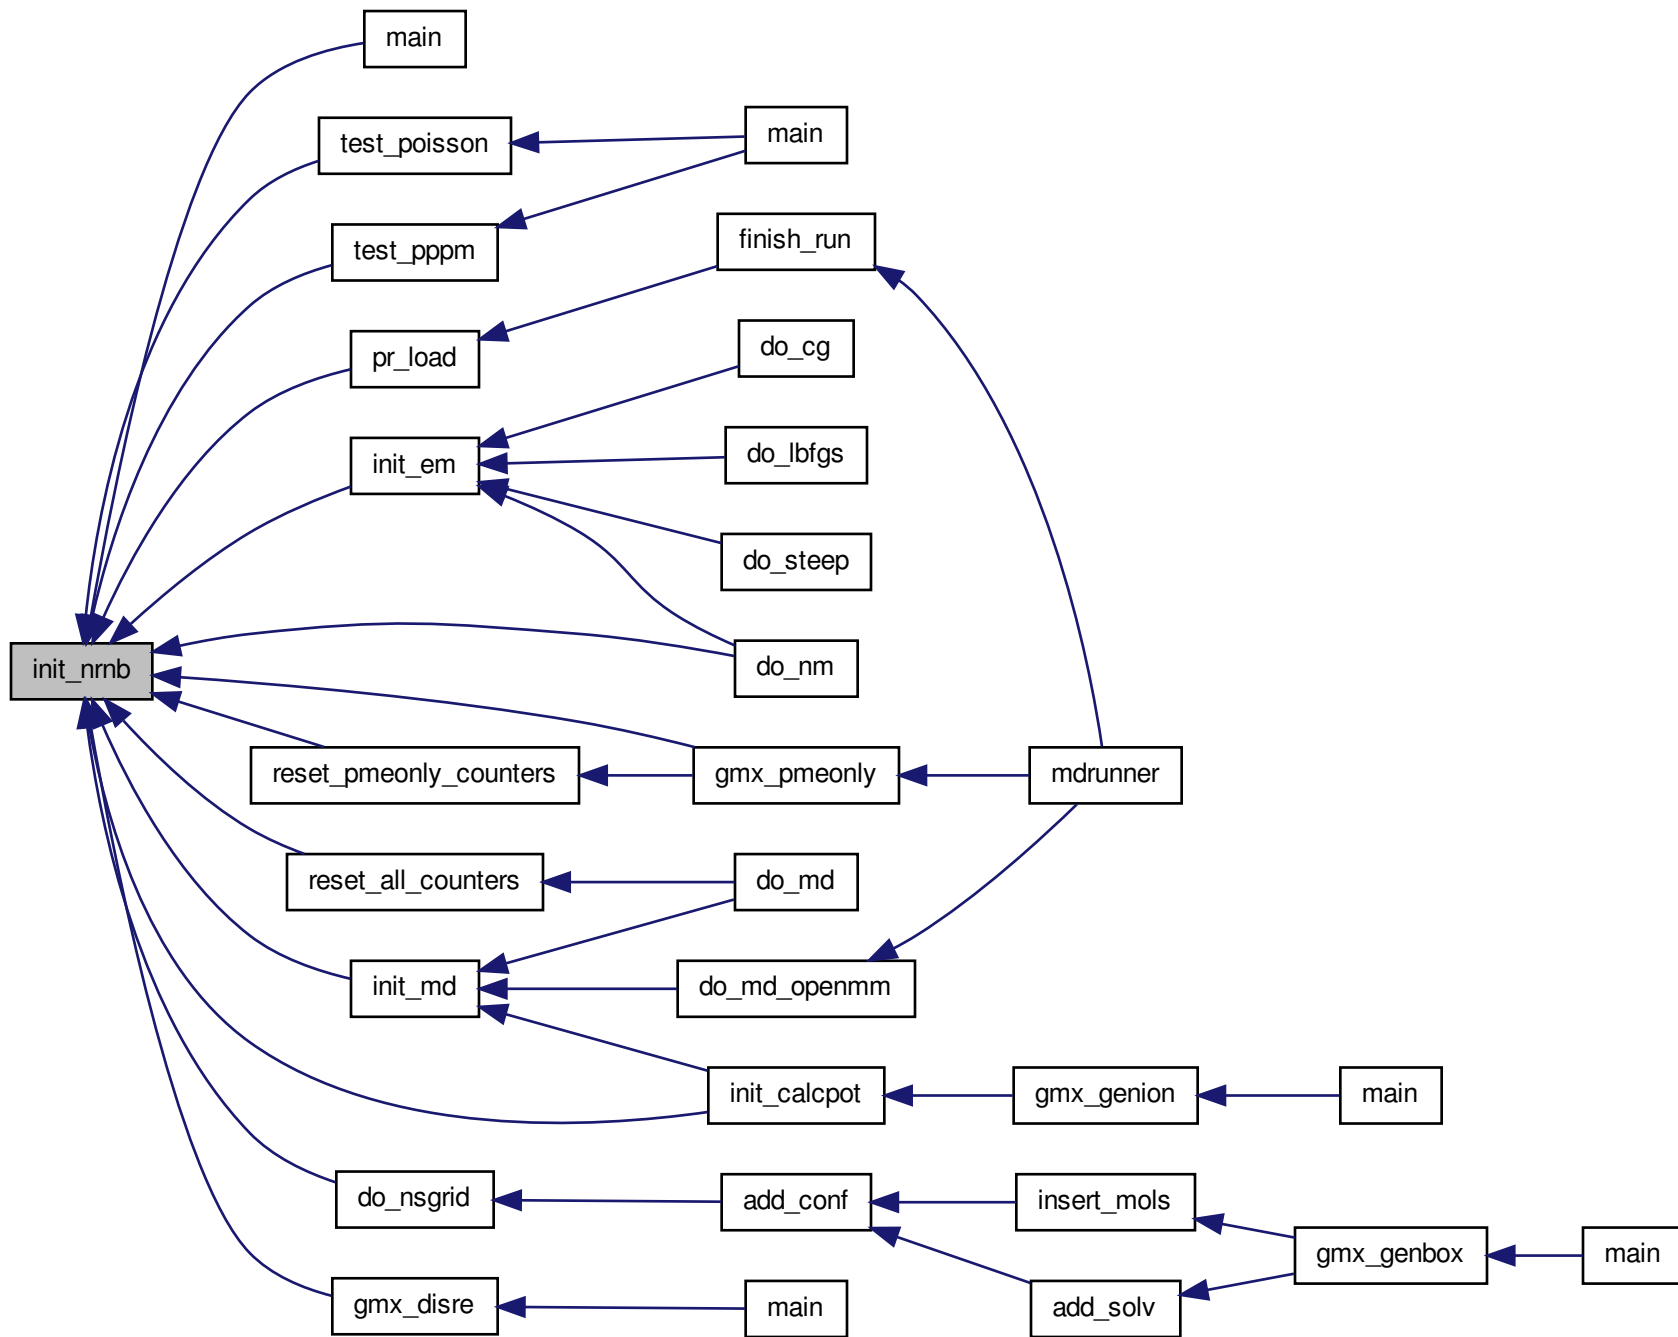 main
test_poisson
main
test_pppm
finish_run
pr_load
do_cg
init_em
do_lbfgs
do_steep
init_nrnb
do_nm
reset_pmeonly_counters
gmx_pmeonly
mdrunner
reset_all_counters
do_md
init_md
do_md_openmm
init_calcpot
gmx_genion
main
do_nsgrid
add_conf
insert_mols
gmx_genbox
main
gmx_disre
main
add_solv